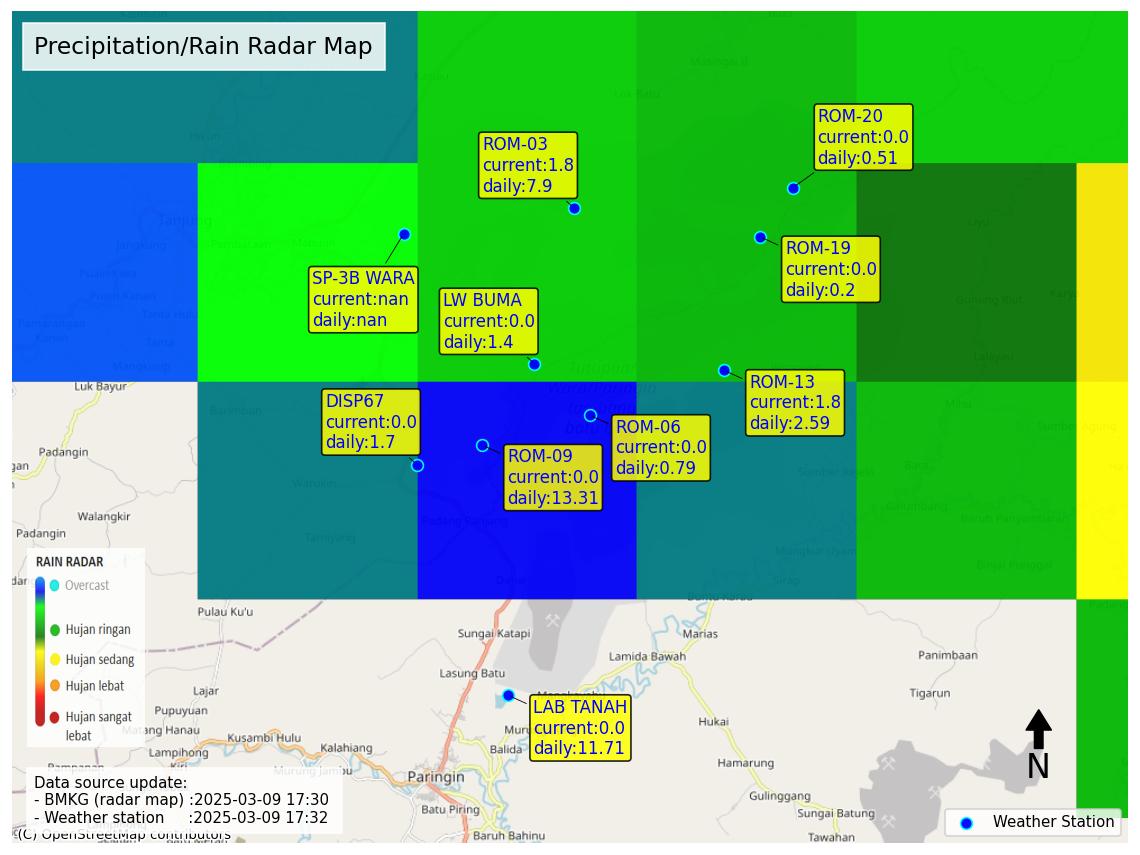 Precipitation/Rain Radar Map
ROM-20
current:0.0
daily:0.51
ROM-03
current:1.8
daily:7.9
ROM-19
current:0.0
daily:0.2
SP-3B WARA
current:nan
daily:nan
LW BUMA
current:0.0
daily:1.4
ROM-13
current:1.8
daily:2.59
DISP67
current:0.0
daily:1.7
ROM-06
current:0.0
daily:0.79
ROM-09
current:0.0
daily:13.31
LAB TANAH
current:0.0
daily:11.71
Tanjung
Luk Bayur
Padangin
Walangkir
Padangin
Pulau Ku'u
Sungai Katapi
Marias
Lamida Bawah
Panimbaan
Lasung Batu
Tigarun
Lajar
Pupuyuan
Matang Hanau
Hukai
Kusambi Hulu
Kalahiang
Lampihong
Balida
Hamarung
Murung Jambu
Paringin
Gulinggang
Batu Piring
Sungai Batung
Baruh Bahinu
Tawahan
RAIN RADAR
Overcast
Hujan ringan
Hujan sedang
Hujan lebat
Hujan sangat
lebat
Data source update:
- BMKG (radar map) :2025-03-09 17:30
- Weather station :2025-03-09 17:32
(C) OpenStreetMap contributors
N
Weather Station